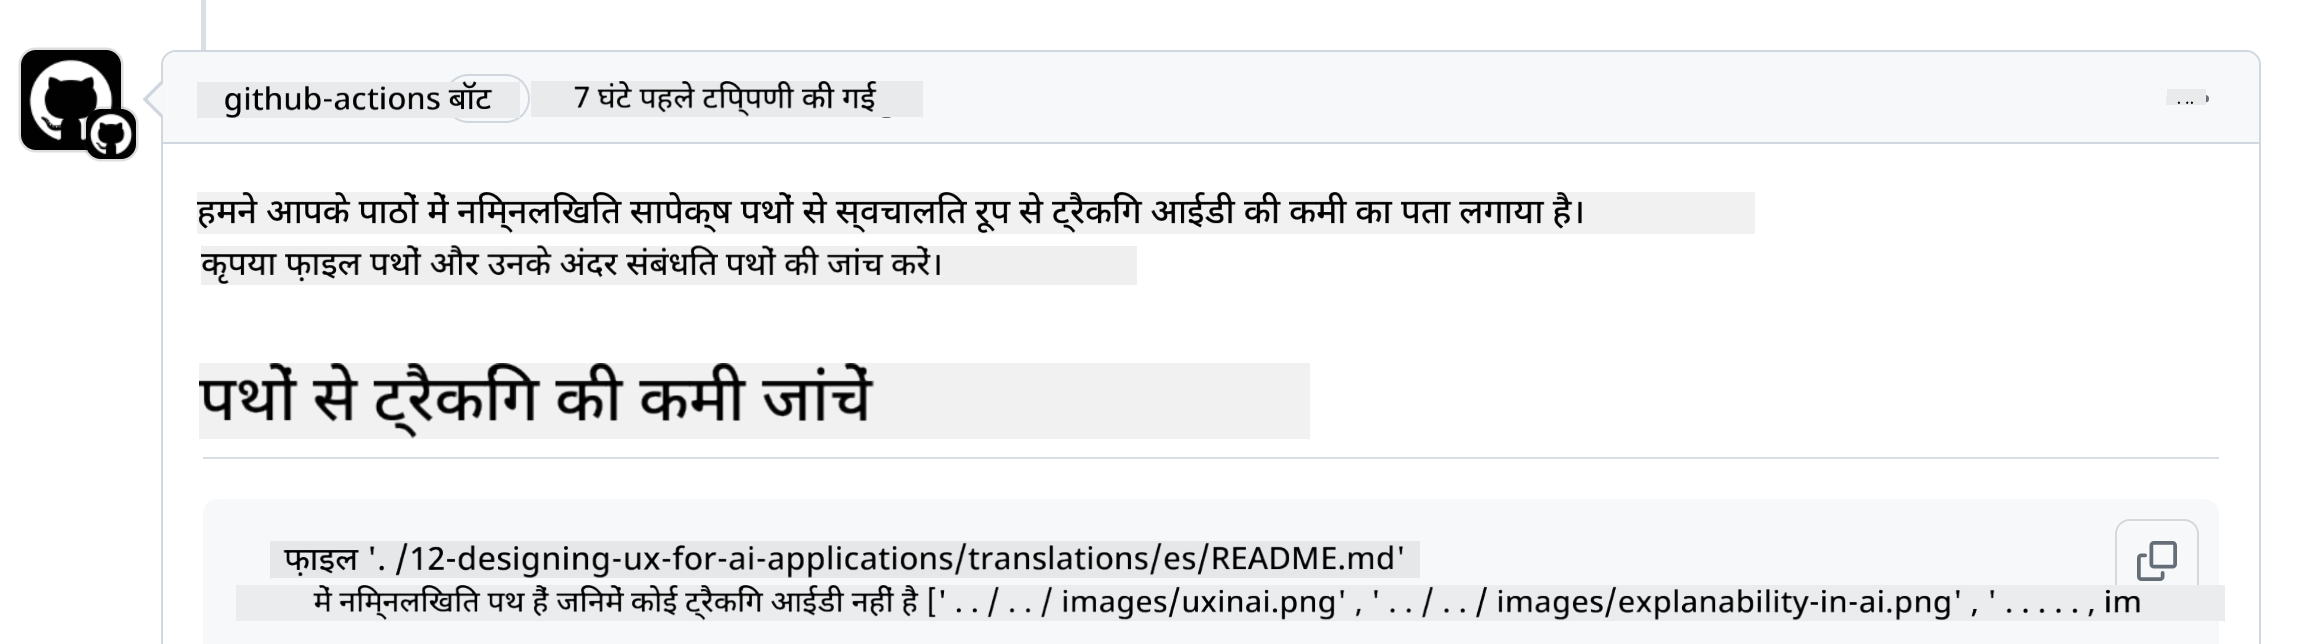 github-actions बॉट 7 घंटे पहले टिप्पणी की गई
हमने आपके पाठों में निम्नलिखित सापेक्ष पथों से स्वचालित रूप से ट्रैकिंग आईडी की कमी का पता लगाया है।
कृपया फ़ाइल पथों और उनके अंदर संबंधित पथों की जांच करें।
पथों से ट्रैकिंग की कमी जांचें
फ़ाइल '. /12-designing-ux-for-ai-applications/translations/es/README.md'
में निम्नलिखित पथ हैं जिनमें कोई ट्रैकिंग आईडी नहीं है [' . . / . . / images/uxinai.png' , ' . . / . . / images/explanability-in-ai.png' , ' . . . . . , im